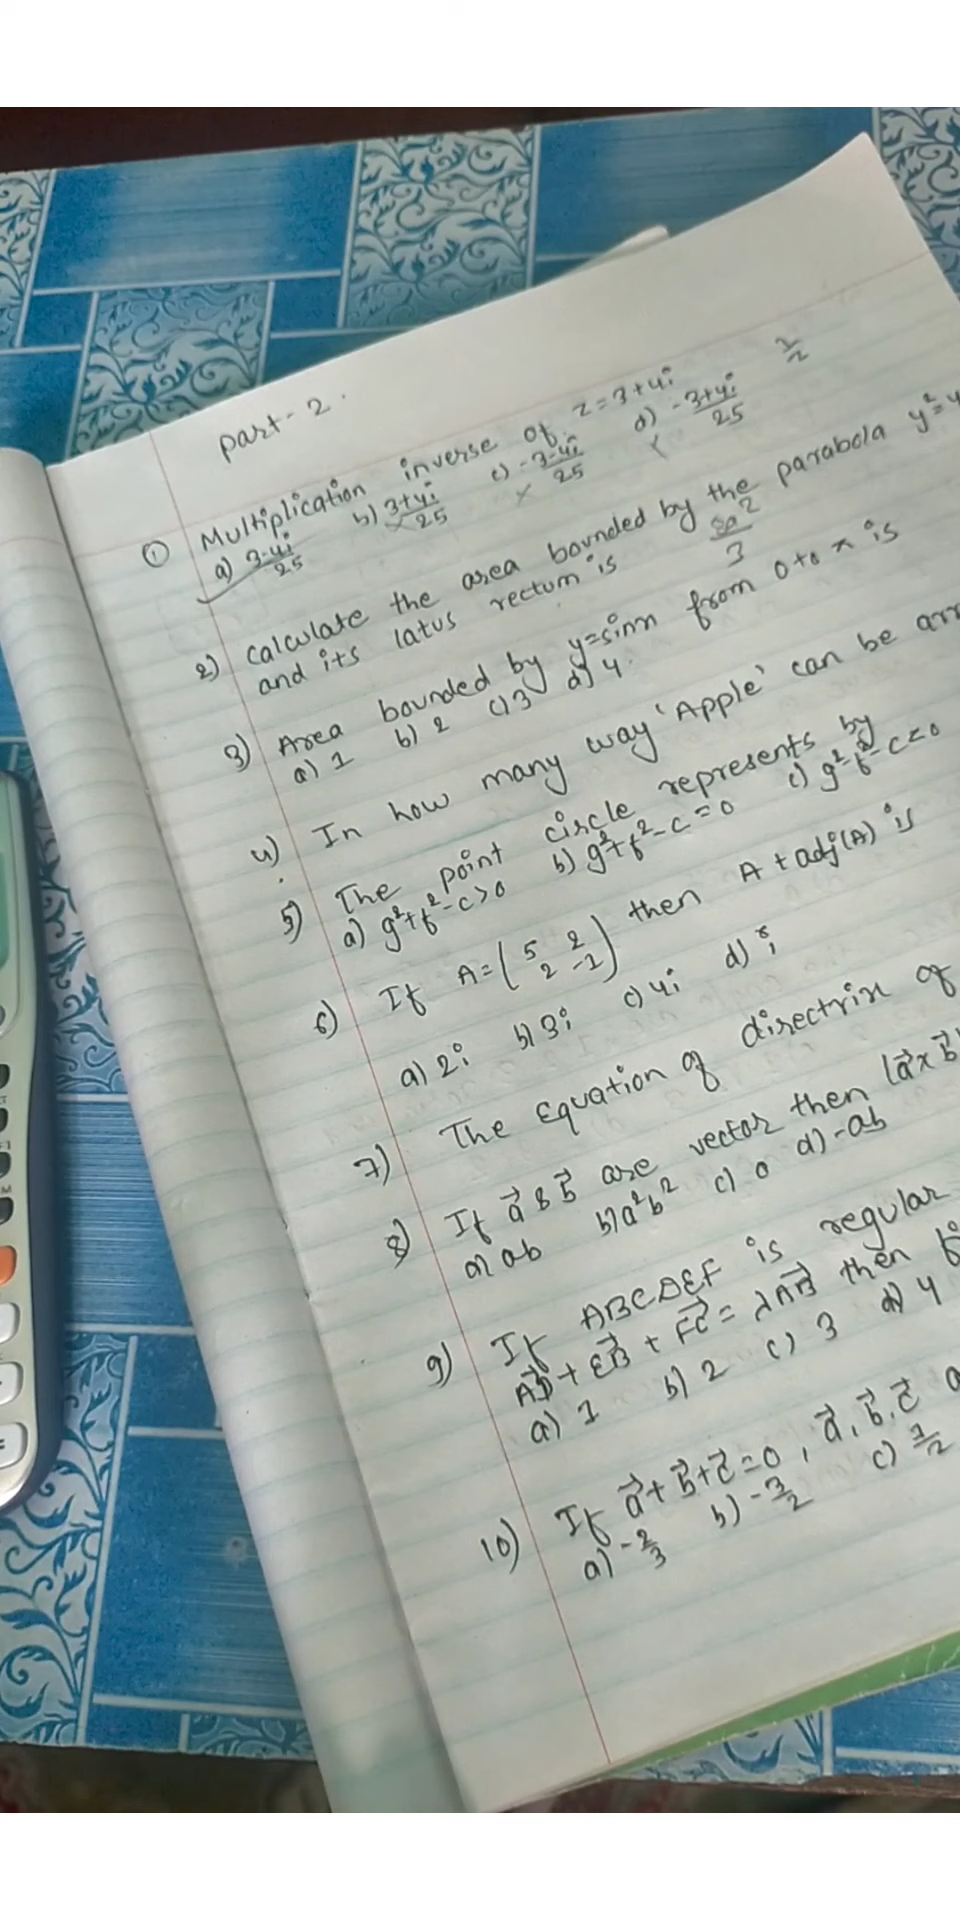 part-2.
① Multiplication inverse of z=3+4i 1/2
a) 3-4i/25 b) 3+4i/25 c) -3-4i/25 d) -3+4i/25
2) Calculate the area bounded by the parabola y²=4
and its latus rectum is 8a²/3
3) Area bounded by y=sinx from 0 to π is
a) 1 b) 2 c) 3 d) 4.
4) In how many way 'Apple' can be arr
5) The point circle represents by
a) g²+f²-c>0 b) g²+f²-c=0 c) g²-f²-c=0
6) If A=(5 2
2 -1) then A+adj(A) is
a) 2i b) 3i c) 4i d) i
7) The Equation of directrix of
8) If a⃗ & b⃗ are vector then (a⃗×b⃗)
a) ab b) a²b² c) 0 d) -ab
9) If ABCDEF is regular
AD⃗+EB⃗+FC⃗=λAB⃗ then
a) 1 b) 2 c) 3 d) 4
10) If a⃗+b⃗+c⃗=0, a⃗,b⃗,c⃗
a) -2/3 b) -3/2 c) 1/2